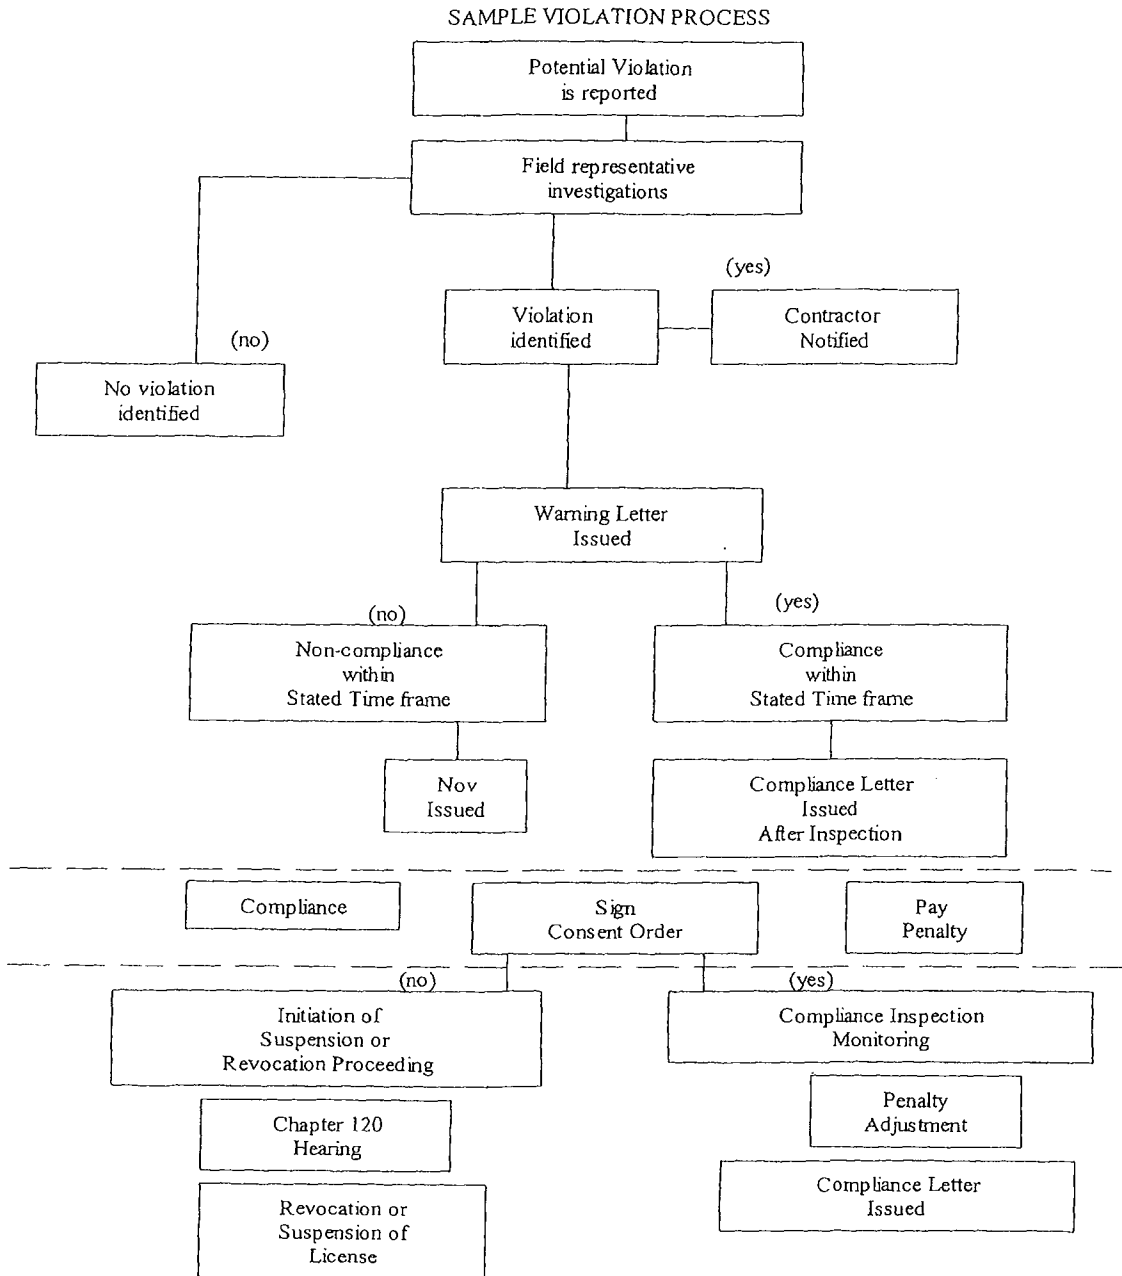 SAMPLE VIOLATION PROCESS
Potential Violation
is reported
Field representative
investigations
(yes)
Violation
identified
Contractor
Notified
(no)
No violation
identified
Warning Letter
Issued
(no)
(yes)
Non-compliance
within
Stated Time frame
Compliance
within
Stated Time frame
Nov
Issued
Compliance Letter
Issued
After Inspection
Compliance
Sign
Consent Order
Pay
Penalty
(no)
(yes)
Initiation of
Suspension or
Revocation Proceeding
Compliance Inspection
Monitoring
Chapter 120
Hearing
Penalty
Adjustment
Revocation or
Suspension of
License
Compliance Letter
Issued